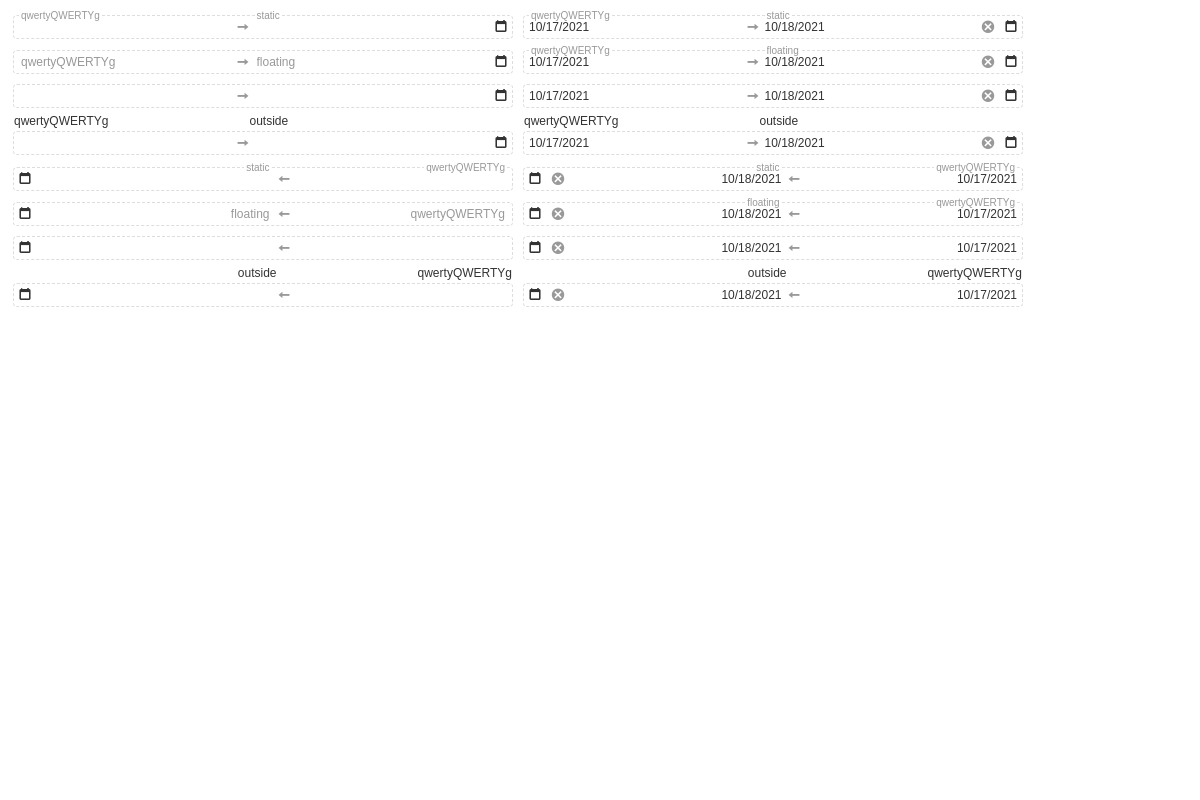 qwertyQWERTYg static qwertyQWERTYg static
10/17/2021 10/18/2021
qwertyQWERTYg floating
qwertyQWERTYg floating 10/17/2021 10/18/2021
10/17/2021 10/18/2021
qwertyQWERTYg outside qwertyQWERTYg outside
10/17/2021 10/18/2021
static qwertyQWERTYg static qwertyQWERTYg
10/18/2021 10/17/2021
floating qwertyQWERTYg
floating qwertyQWERTYg 10/18/2021 10/17/2021
10/18/2021 10/17/2021
outside qwertyQWERTYg outside qwertyQWERTYg
10/18/2021 10/17/2021